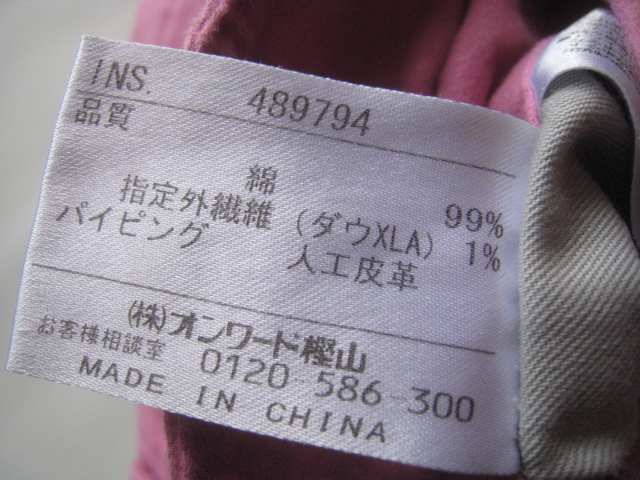 INS. 489794
品質
綿 99%
指定外繊維 (ダウXLA) 1%
パイピング 人工皮革
(株)オンワード樫山
お客様相談室 0120-586-300
MADE IN CHINA